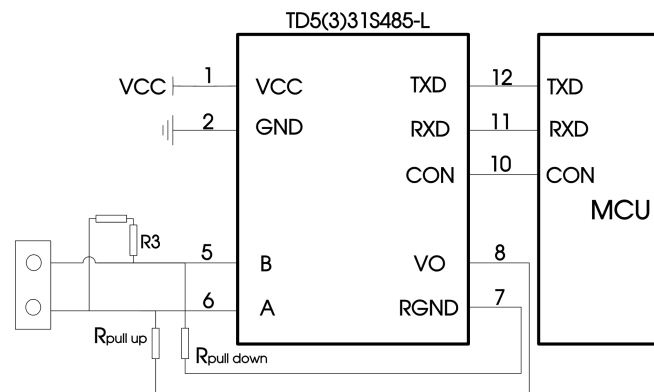 TD5(3)31S485-L
VCC 1 VCC TXD 12 TXD
2 GND RXD 11 RXD
CON 10 CON
MCU
R3 5 B VO 8
6 A RGND 7
Rpull up Rpull down